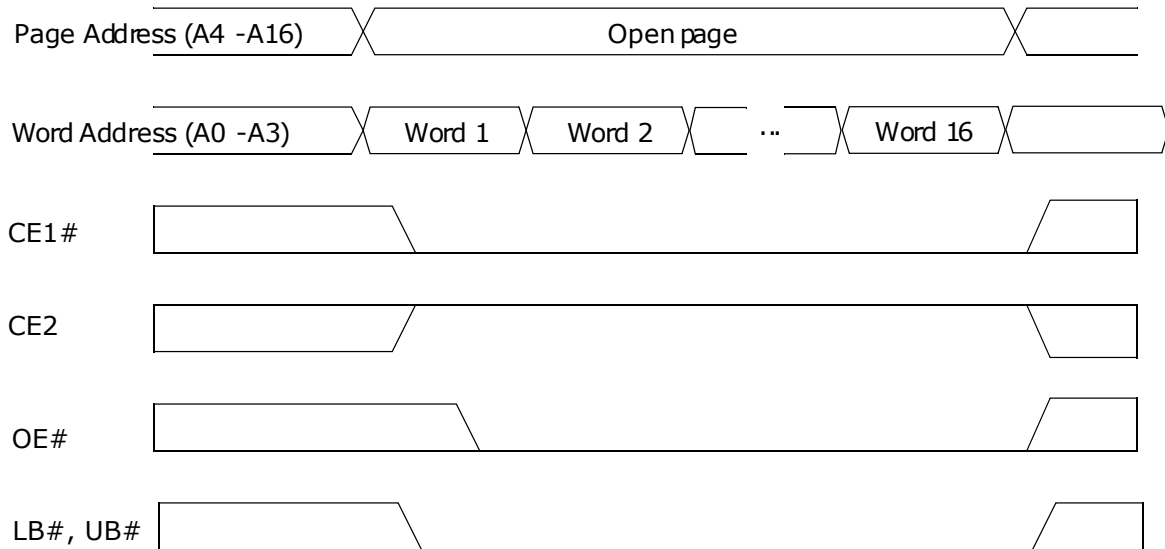 Page Address (A4 -A16) Open page
Word Address (A0 -A3) Word 1 Word 2 ... Word 16
CE1#
CE2
OE#
LB#, UB#